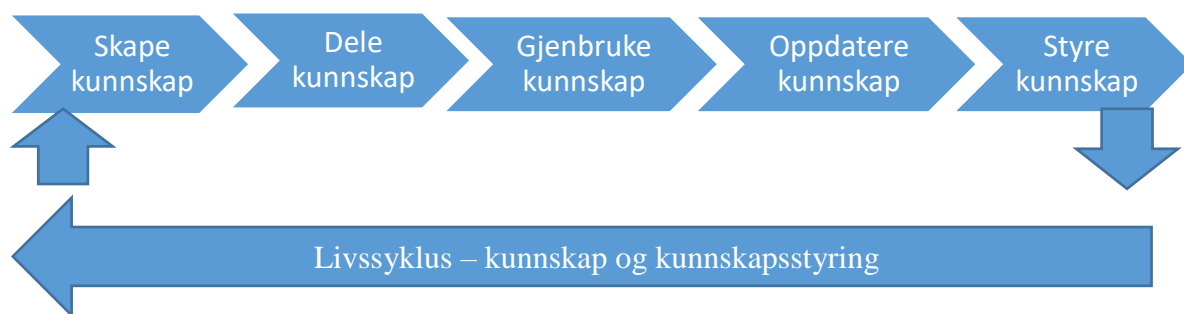 Skape
kunnskap
Dele
kunnskap
Gjenbruke
kunnskap
Oppdatere
kunnskap
Styre
kunnskap
Livssyklus – kunnskap og kunnskapsstyring